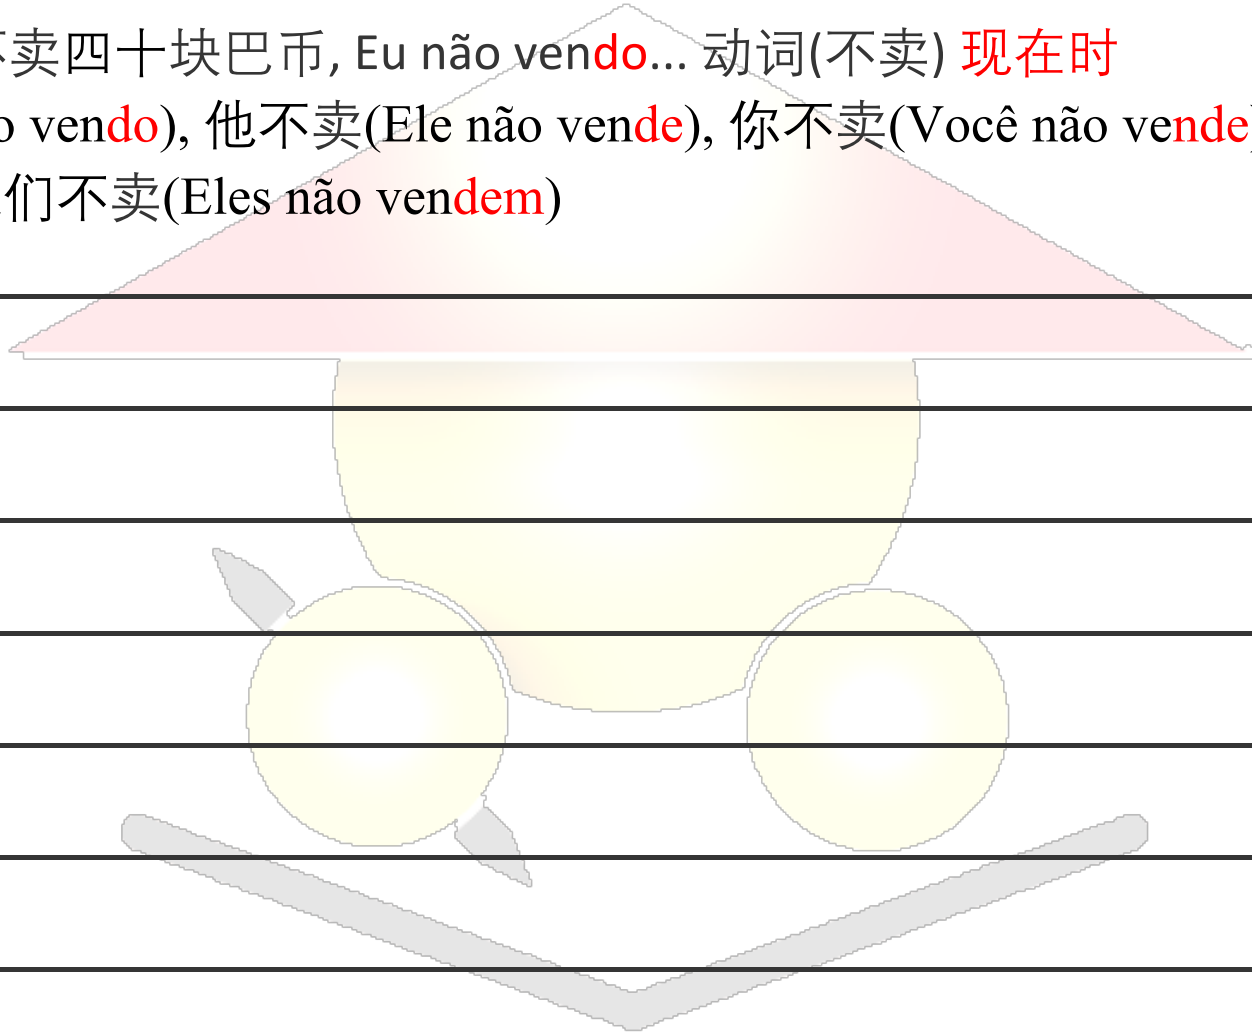 卖四十块巴币, Eu não vendo... 动词(不卖) 现在时
vendo), 他不卖(Ele não vende), 你不卖(Você não vende
们不卖(Eles não vendem)